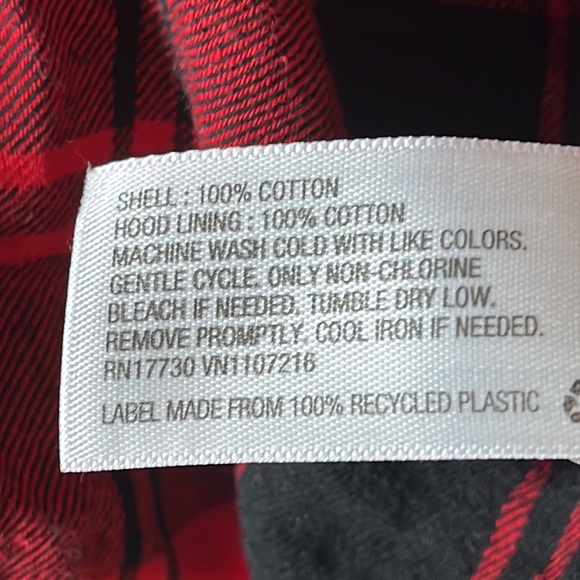 SHELL : 100% COTTON
HOOD LINING : 100% COTTON
MACHINE WASH COLD WITH LIKE COLORS.
GENTLE CYCLE. ONLY NON-CHLORINE
BLEACH IF NEEDED. TUMBLE DRY LOW.
REMOVE PROMPTLY. COOL IRON IF NEEDED.
RN17730 VN1107216
LABEL MADE FROM 100% RECYCLED PLASTIC